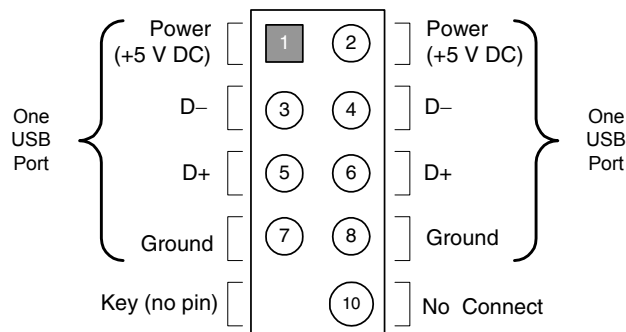 Power
(+5 V DC)
1
2
Power
(+5 V DC)
One
USB
Port
D–
3
4
D–
One
USB
Port
D+
5
6
D+
Ground
7
8
Ground
Key (no pin)
10
No Connect